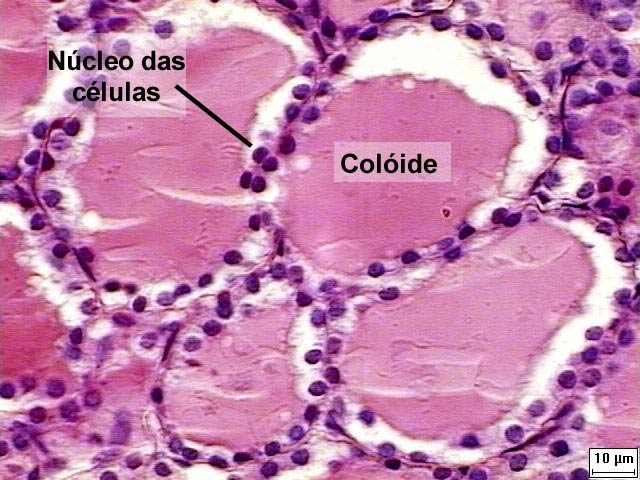 Núcleo das
células
Colóide
10 µm